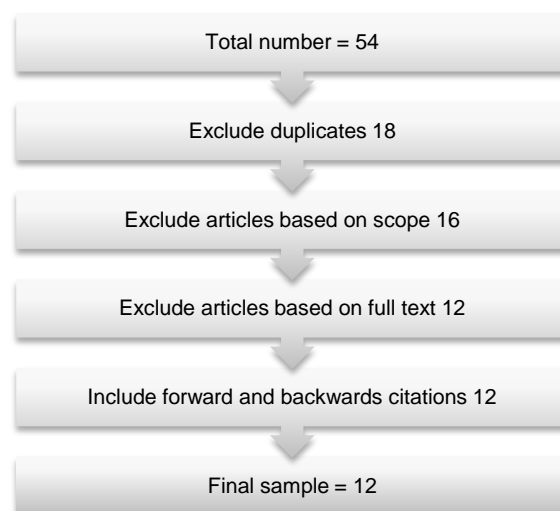 Total number = 54
Exclude duplicates 18
Exclude articles based on scope 16
Exclude articles based on full text 12
Include forward and backwards citations 12
Final sample = 12